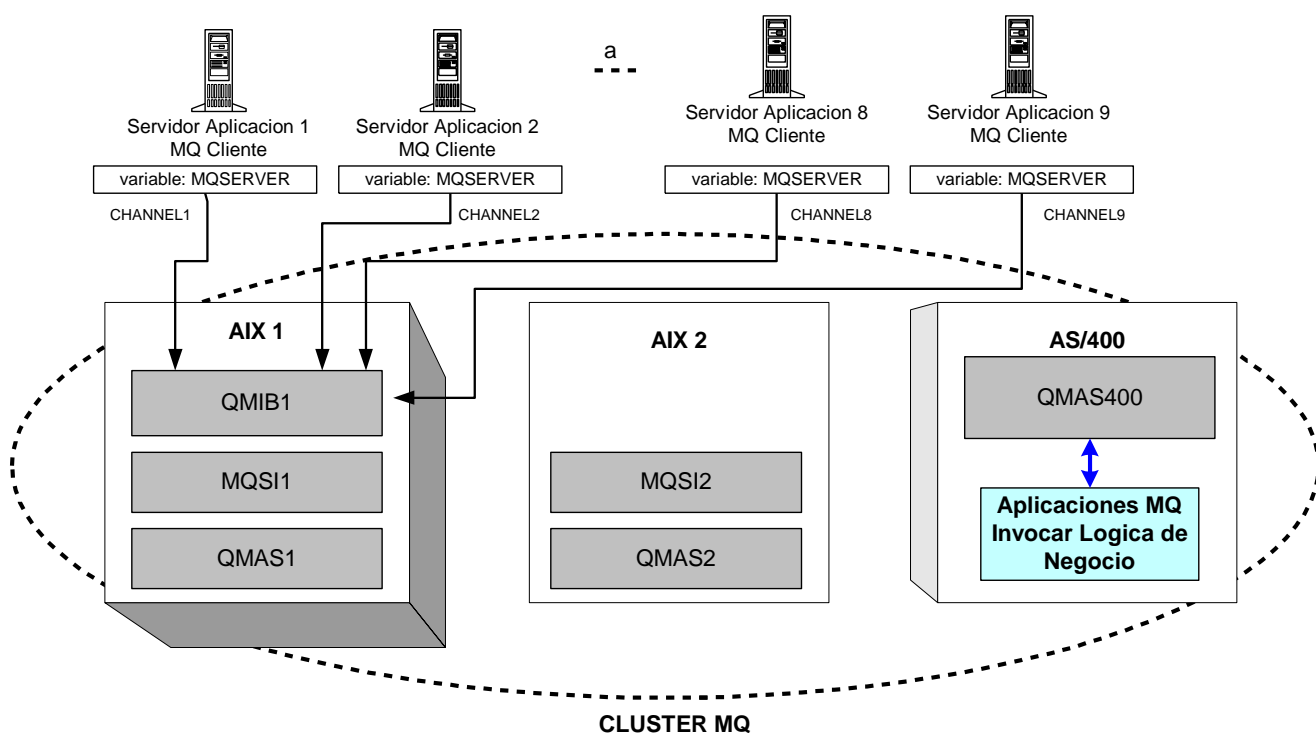 a
Servidor Aplicacion 1
MQ Cliente
Servidor Aplicacion 2
MQ Cliente
Servidor Aplicacion 8
MQ Cliente
Servidor Aplicacion 9
MQ Cliente
variable: MQSERVER
variable: MQSERVER
variable: MQSERVER
variable: MQSERVER
CHANNEL1
CHANNEL2
CHANNEL8
CHANNEL9
AIX 1
QMIB1
MQSI1
QMAS1
AIX 2
MQSI2
QMAS2
AS/400
QMAS400
Aplicaciones MQ
Invocar Logica de
Negocio
CLUSTER MQ